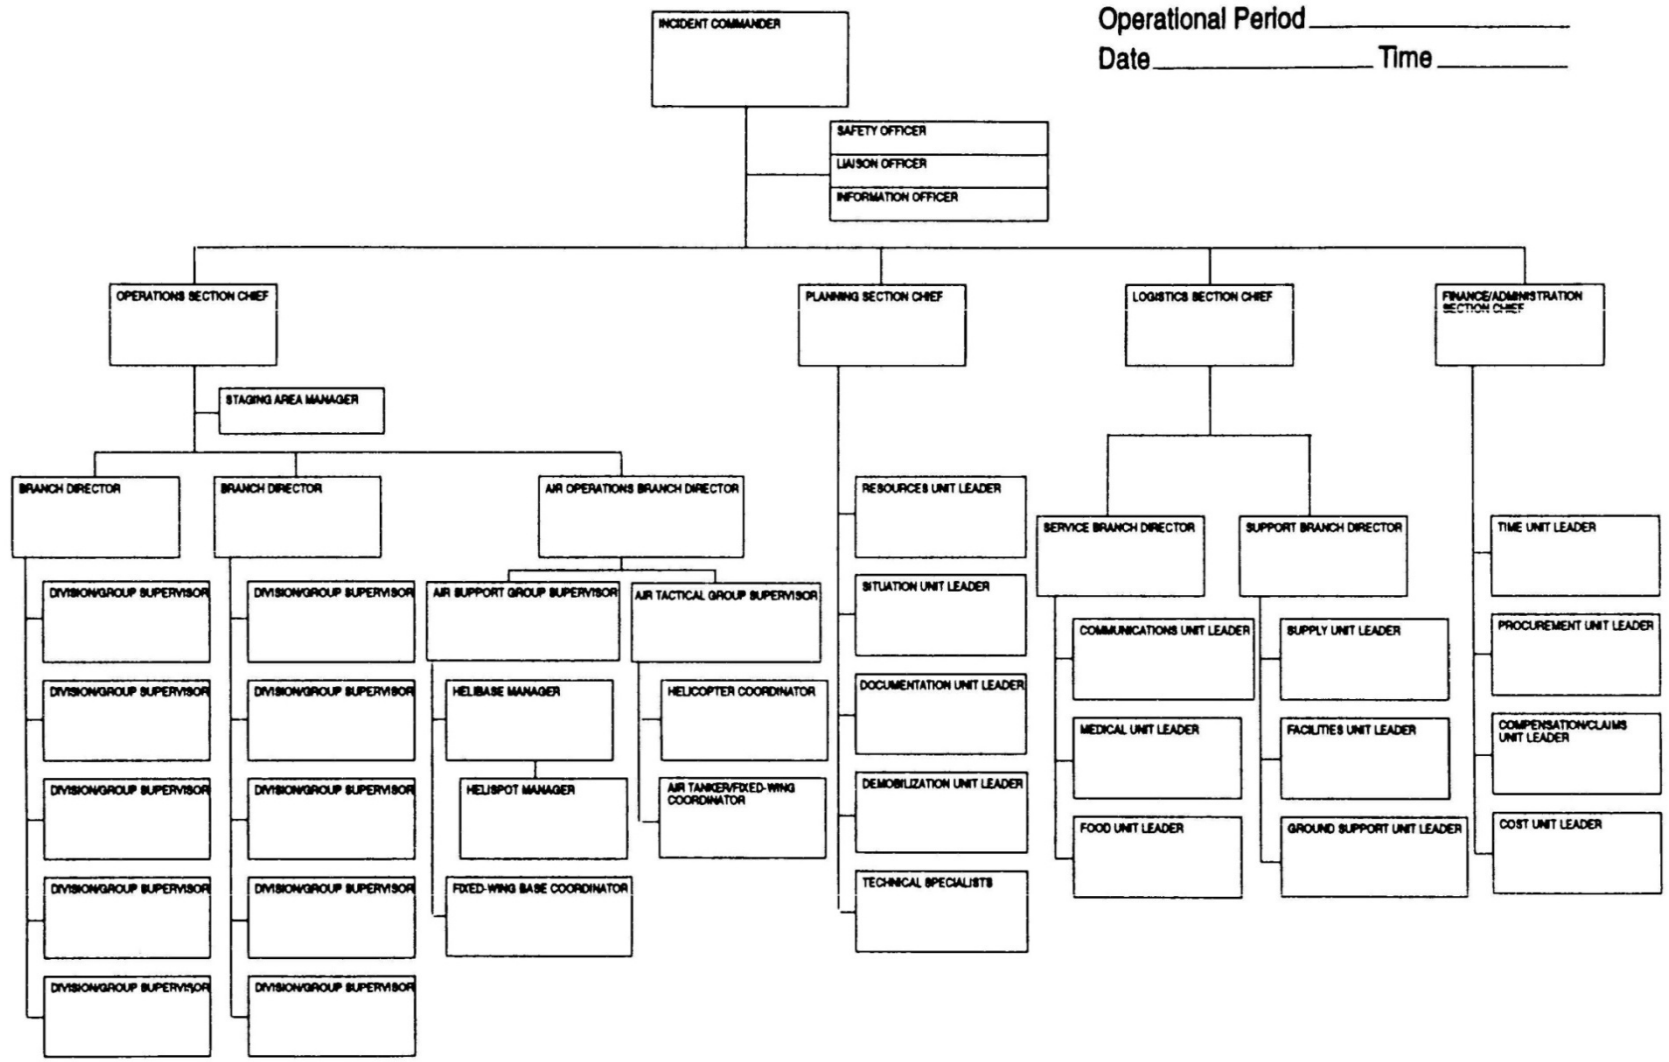 INCIDENT COMMANDER
Operational Period
Date Time
SAFETY OFFICER
LIAISON OFFICER
INFORMATION OFFICER
OPERATIONS SECTION CHIEF
PLANNING SECTION CHIEF
LOGISTICS SECTION CHIEF
FINANCE/ADMINISTRATION
SECTION CHIEF
STAGING AREA MANAGER
BRANCH DIRECTOR
BRANCH DIRECTOR
AIR OPERATIONS BRANCH DIRECTOR
DIVISION/GROUP SUPERVISOR
DIVISION/GROUP SUPERVISOR
DIVISION/GROUP SUPERVISOR
DIVISION/GROUP SUPERVISOR
DIVISION/GROUP SUPERVISOR
DIVISION/GROUP SUPERVISOR
DIVISION/GROUP SUPERVISOR
DIVISION/GROUP SUPERVISOR
DIVISION/GROUP SUPERVISOR
DIVISION/GROUP SUPERVISOR
AIR SUPPORT GROUP SUPERVISOR
HELIBASE MANAGER
HELISPOT MANAGER
FIXED-WING BASE COORDINATOR
AIR TACTICAL GROUP SUPERVISOR
HELICOPTER COORDINATOR
AIR TANKER/FIXED-WING
COORDINATOR
RESOURCES UNIT LEADER
SITUATION UNIT LEADER
DOCUMENTATION UNIT LEADER
DEMOBILIZATION UNIT LEADER
TECHNICAL SPECIALISTS
SERVICE BRANCH DIRECTOR
COMMUNICATIONS UNIT LEADER
MEDICAL UNIT LEADER
FOOD UNIT LEADER
SUPPORT BRANCH DIRECTOR
SUPPLY UNIT LEADER
FACILITIES UNIT LEADER
GROUND SUPPORT UNIT LEADER
TIME UNIT LEADER
PROCUREMENT UNIT LEADER
COMPENSATION/CLAIMS
UNIT LEADER
COST UNIT LEADER